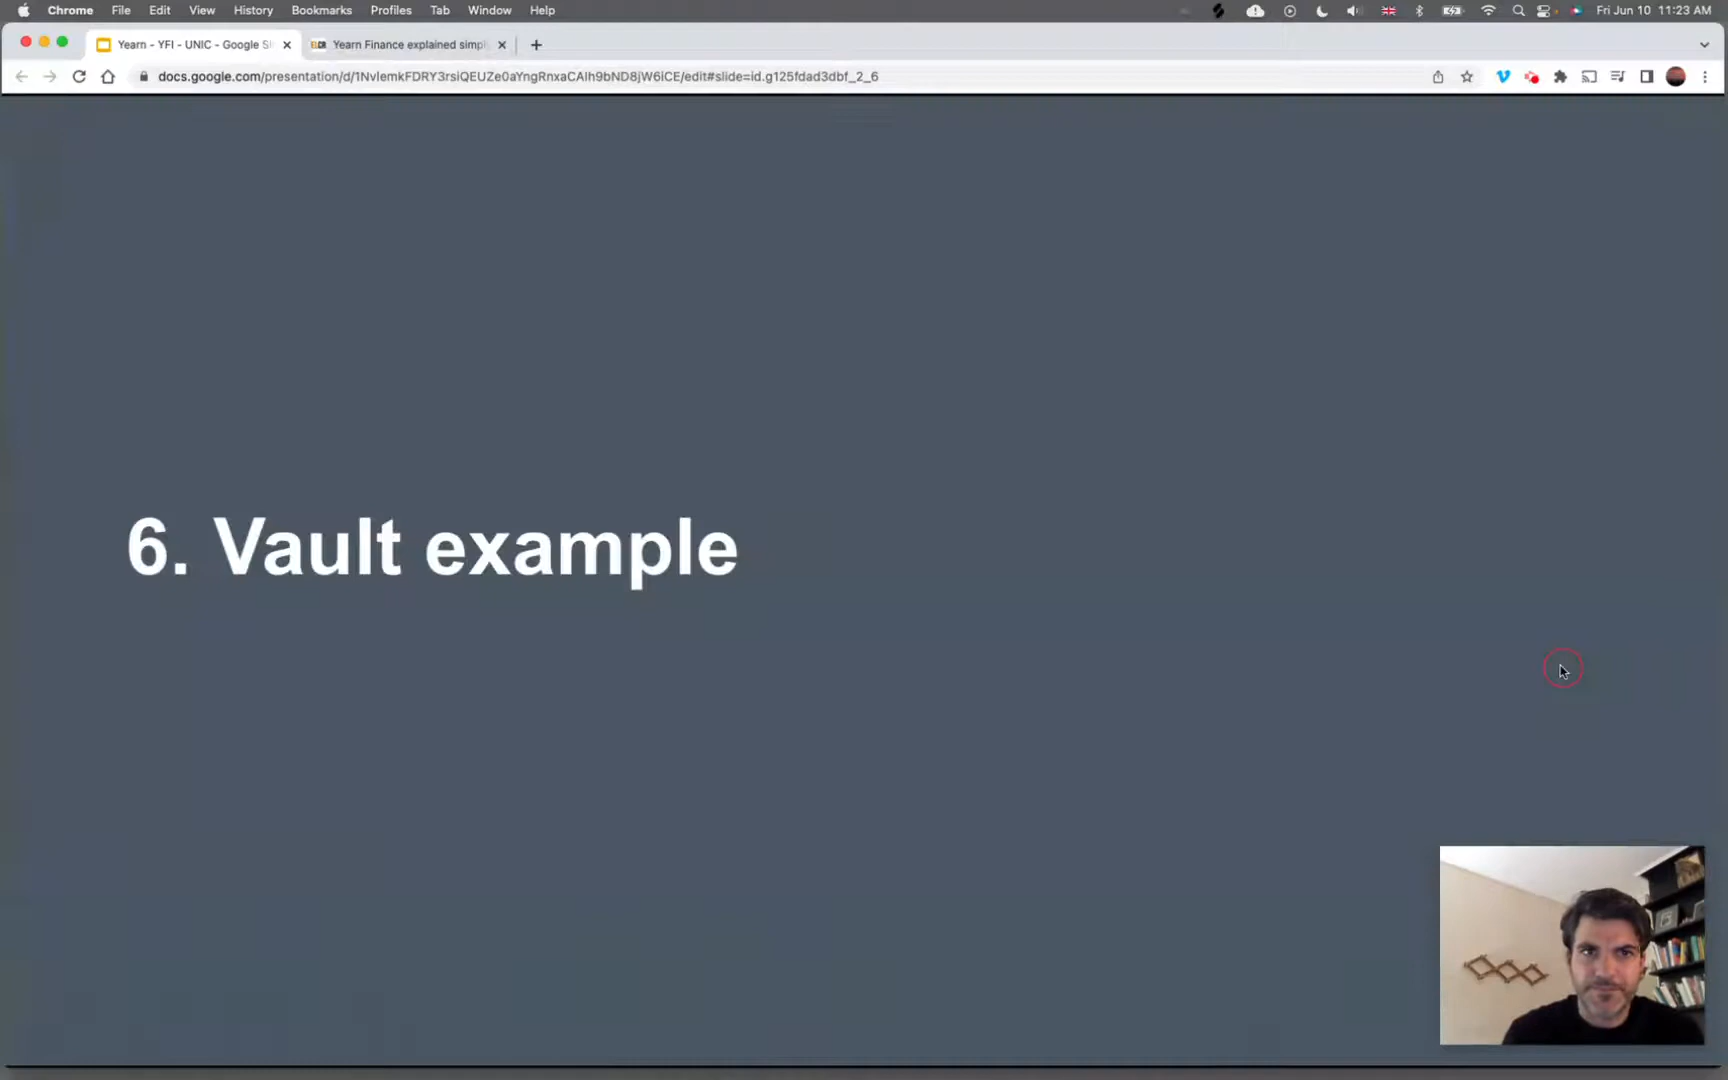 Chrome File Edit View History Bookmarks Profiles Tab Window Help Fri Jun 10 11:23 AM
Yearn - YFI - UNIC - Google Sl Yearn Finance explained simpl
docs.google.com/presentation/d/1NvIemkFDRY3rsiQEUZe0aYngRnxaCAIh9bND8jW6lCE/edit#slide=id.g125fdad3dbf_2_6
6. Vault example